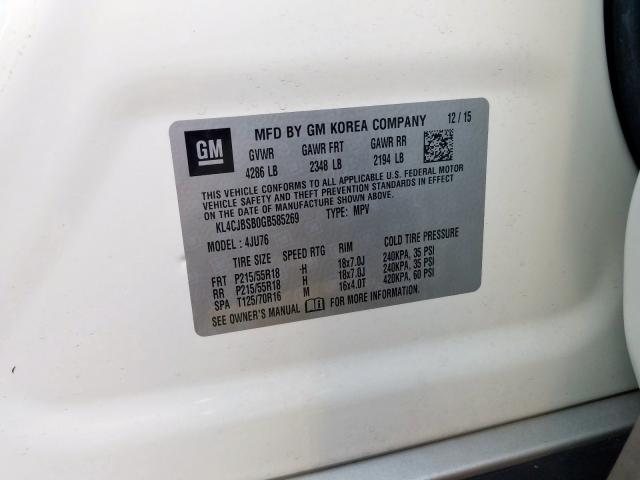 GM
MFD BY GM KOREA COMPANY 12 / 15
GVWR GAWR FRT GAWR RR
4286 LB 2348 LB 2194 LB
THIS VEHICLE CONFORMS TO ALL APPLICABLE U.S. FEDERAL MOTOR
VEHICLE SAFETY AND THEFT PREVENTION STANDARDS IN EFFECT
ON THE DATE OF MANUFACTURE SHOWN ABOVE.
KL4CJBSB0GB585269 TYPE: MPV
MODEL : 4JU76
TIRE SIZE SPEED RTG RIM COLD TIRE PRESSURE
FRT P215/55R18 H 18x7.0J 240KPA, 35 PSI
RR P215/55R18 H 18x7.0J 240KPA, 35 PSI
SPA T125/70R16 M 16x4.0T 420KPA, 60 PSI
SEE OWNER'S MANUAL FOR MORE INFORMATION.